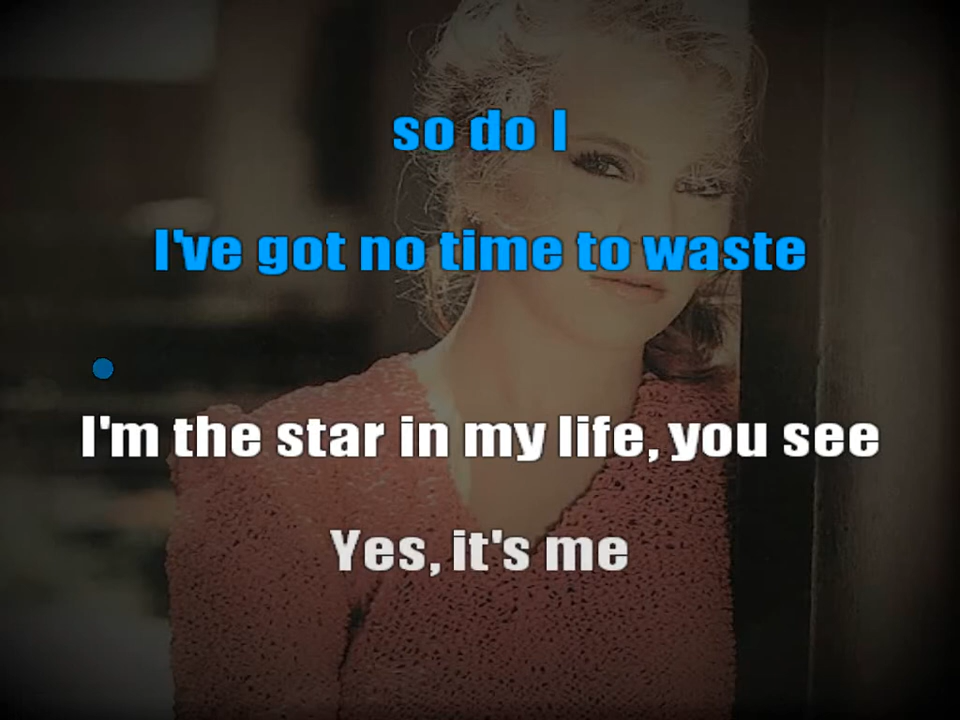 so do I
I've got no time to waste
I'm the star in my life, you see
Yes, it's me